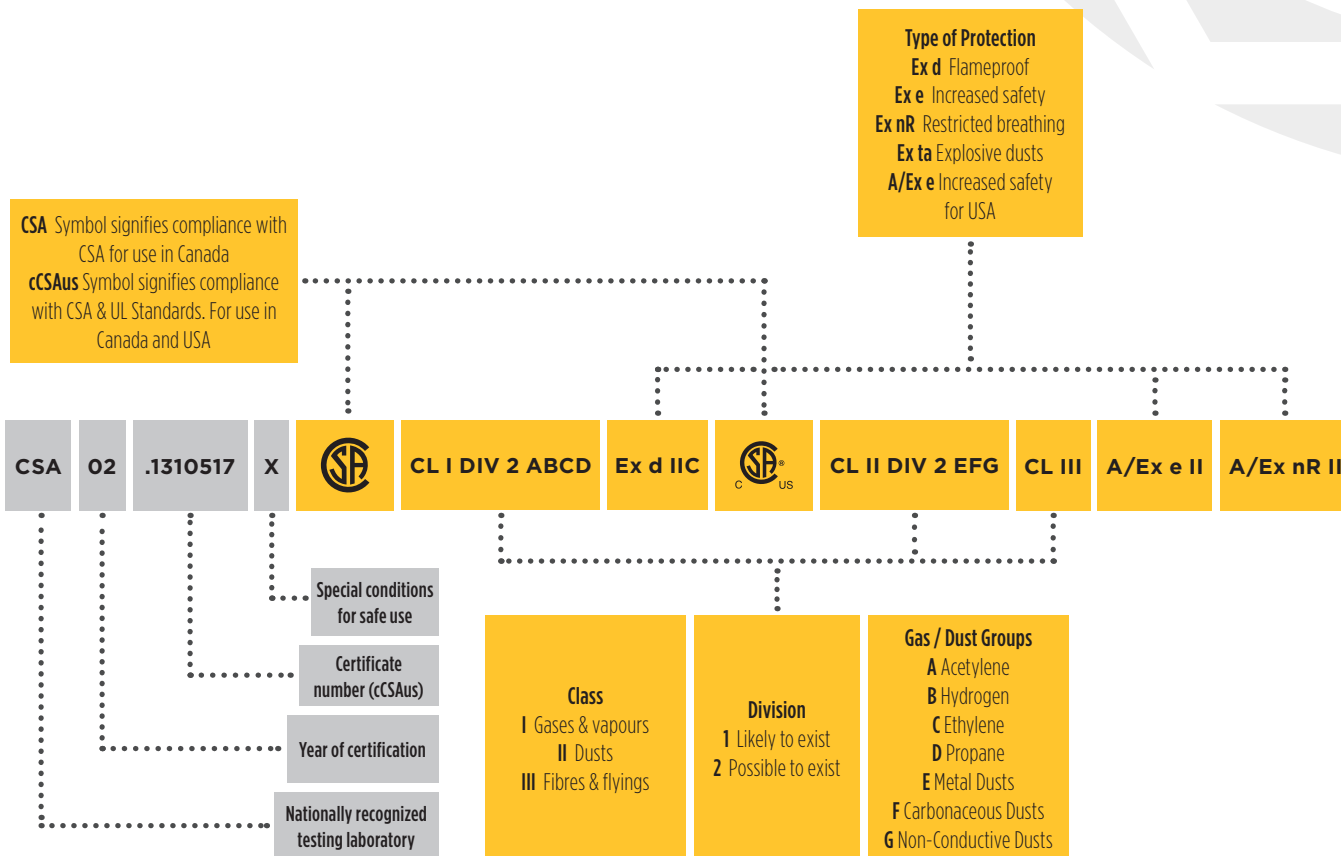 Type of Protection
Ex d Flameproof
Ex e Increased safety
Ex nR Restricted breathing
Ex ta Explosive dusts
A/Ex e Increased safety
for USA
CSA Symbol signifies compliance with
CSA for use in Canada
cCSAus Symbol signifies compliance
with CSA & UL Standards. For use in
Canada and USA
CSA
02
.1310517
X
SA
CL I DIV 2 ABCD
Ex d IIC
C SA ® US
CL II DIV 2 EFG
CL III
A/Ex e II
A/Ex nR II
Special conditions
for safe use
Certificate
number (cCSAus)
Year of certification
Nationally recognized
testing laboratory
Class
I Gases & vapours
II Dusts
III Fibres & flyings
Division
1 Likely to exist
2 Possible to exist
Gas / Dust Groups
A Acetylene
B Hydrogen
C Ethylene
D Propane
E Metal Dusts
F Carbonaceous Dusts
G Non-Conductive Dusts